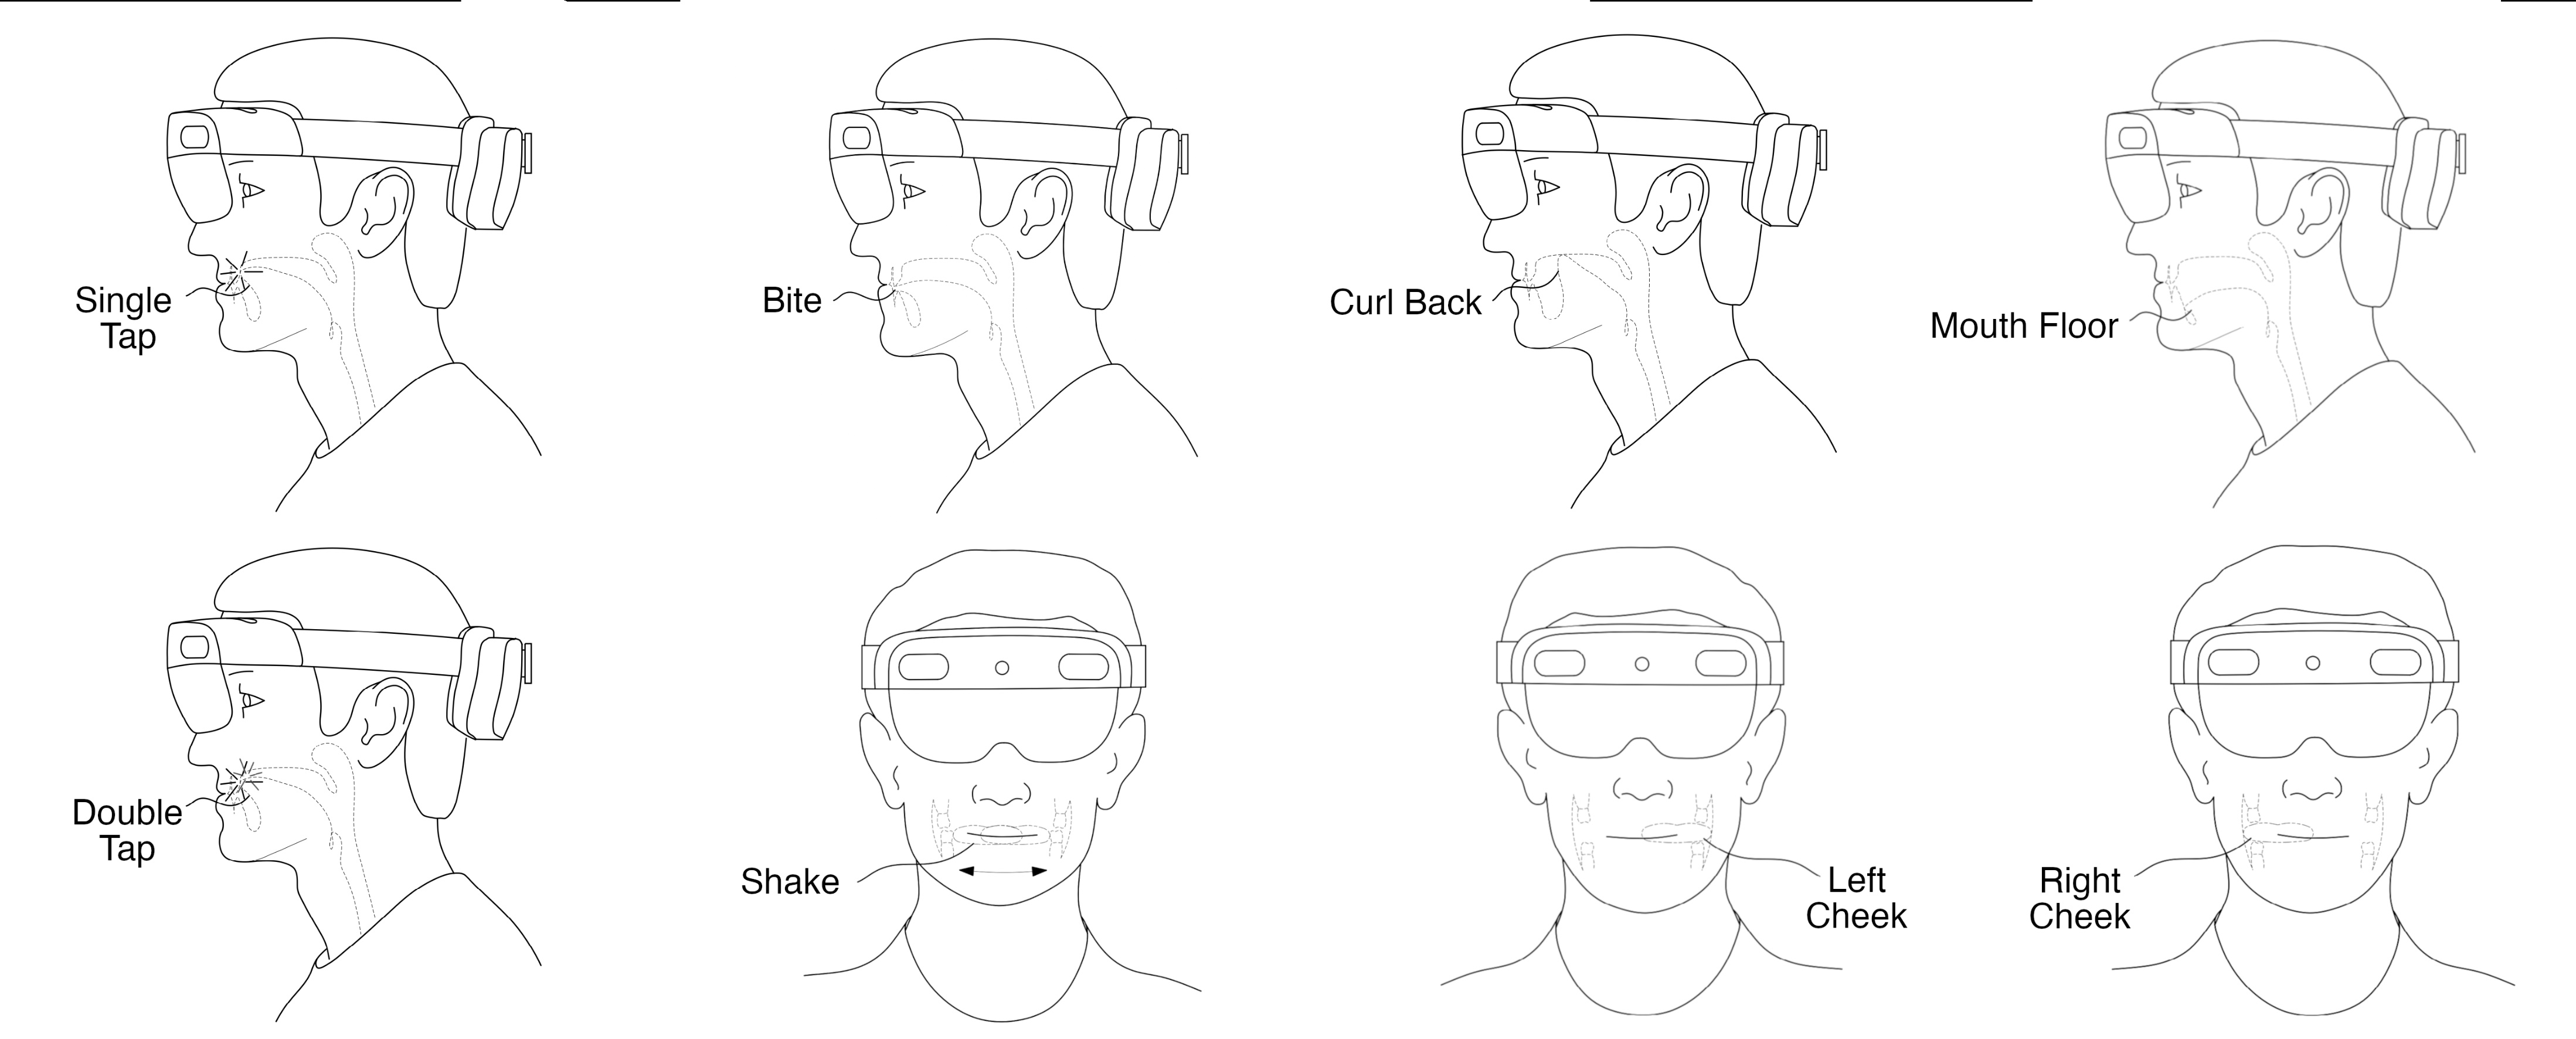 Single
Tap
Bite
Curl Back
Mouth Floor
Double
Tap
Shake
Left
Cheek
Right
Cheek